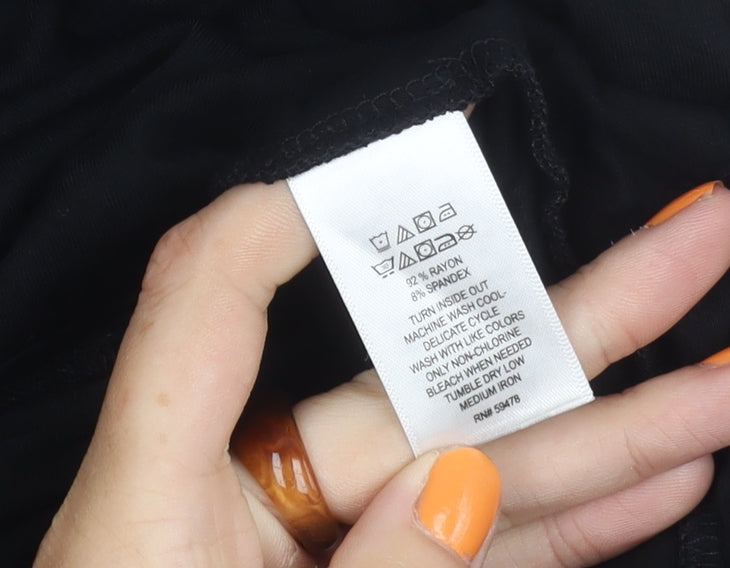 92 % RAYON
8% SPANDEX
TURN INSIDE OUT
MACHINE WASH COOL-
DELICATE CYCLE
WASH WITH LIKE COLORS
ONLY NON-CHLORINE
BLEACH WHEN NEEDED
TUMBLE DRY LOW
MEDIUM IRON
RN# 59478